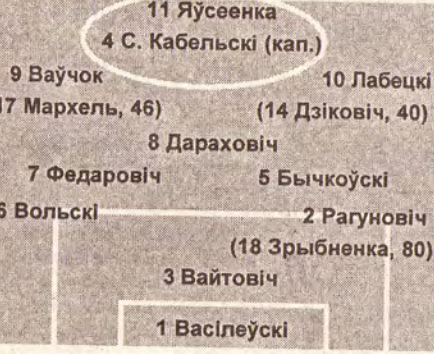 11 Яўсеенка
4 С. Кабельскі (кап.)
9 Ваўчок 10 Лабецкі
17 Мархель, 46) (14 Дзіковіч, 40)
8 Дараховіч
7 Федаровіч 5 Бычкоўскі
6 Вольскі 2 Рагуновіч
(18 Зрыбненка, 80)
3 Вайтовіч
1 Васілеўскі